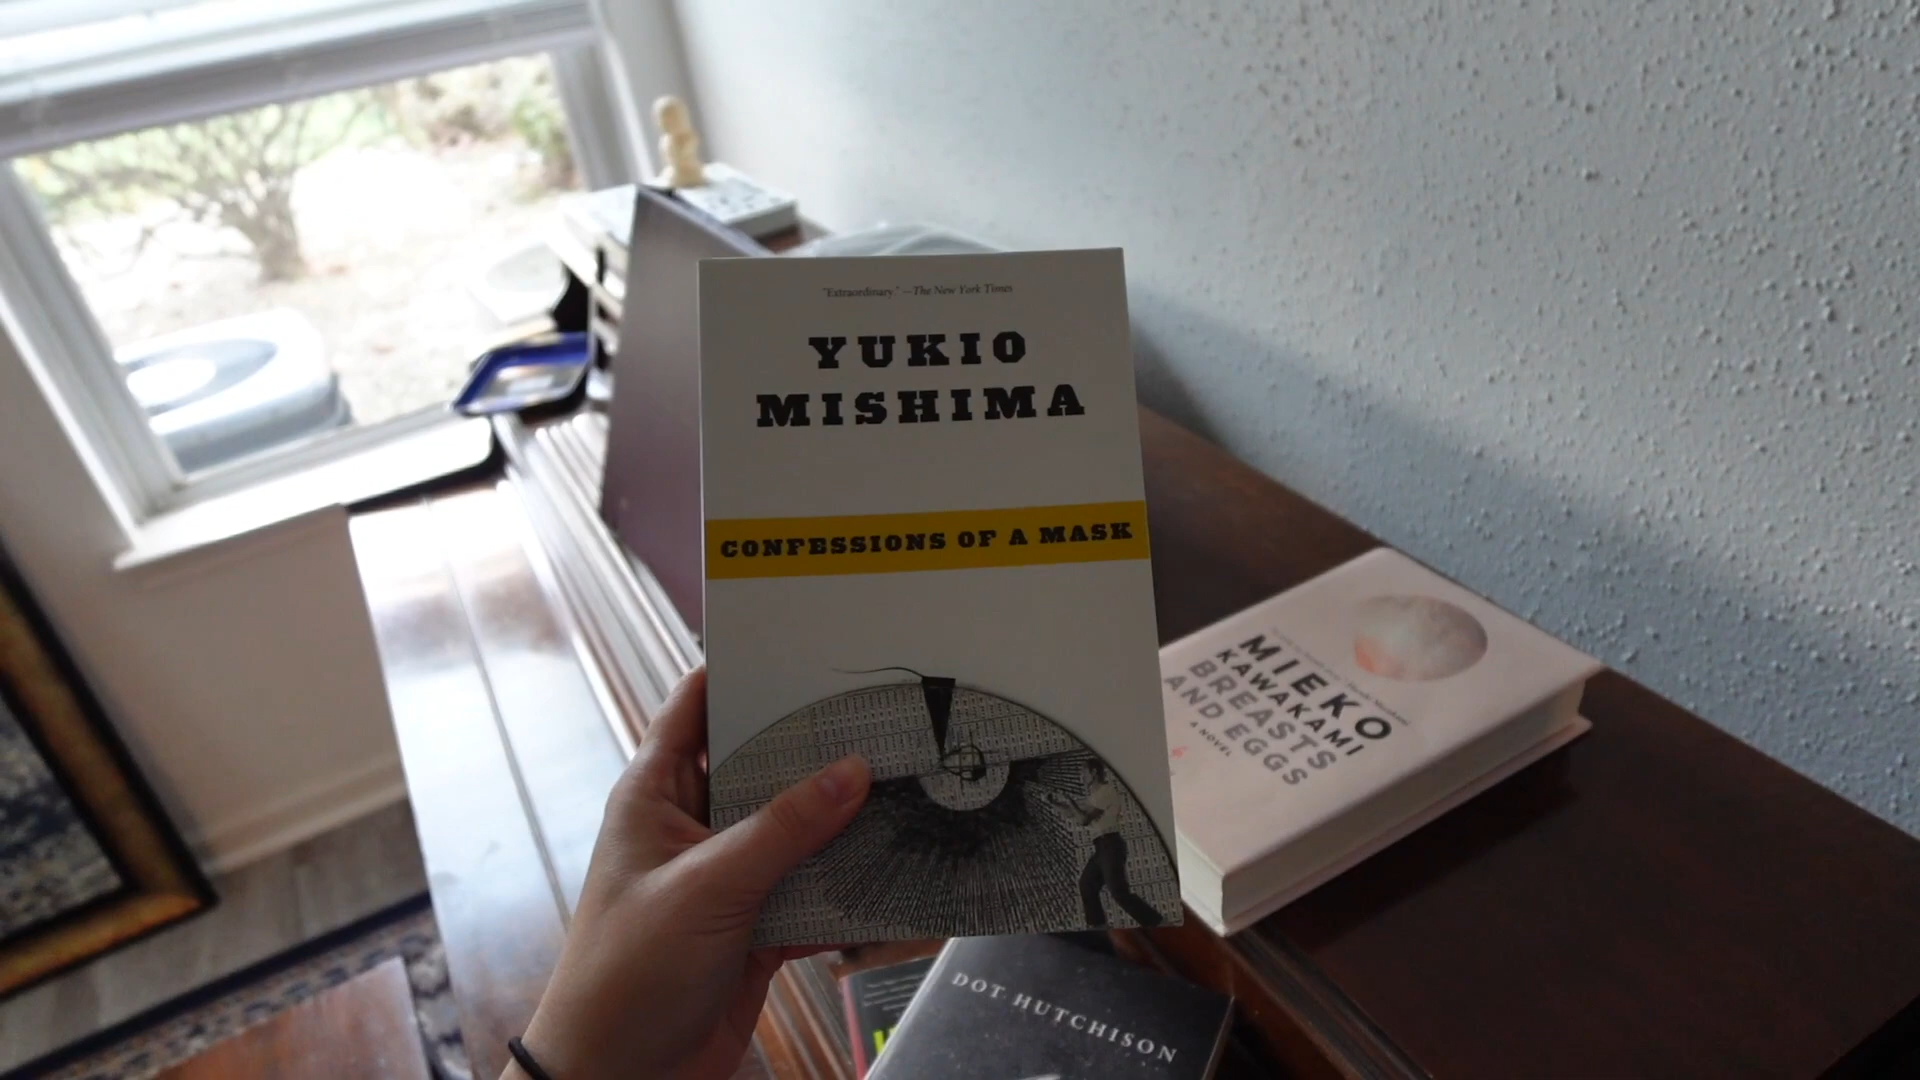 "Extraordinary." —The New York Times
YUKIO
MISHIMA
CONFESSIONS OF A MASK
MIEKO
KAWAKAMI
BREASTS
AND EGGS
A NOVEL
DOT HUTCHISON